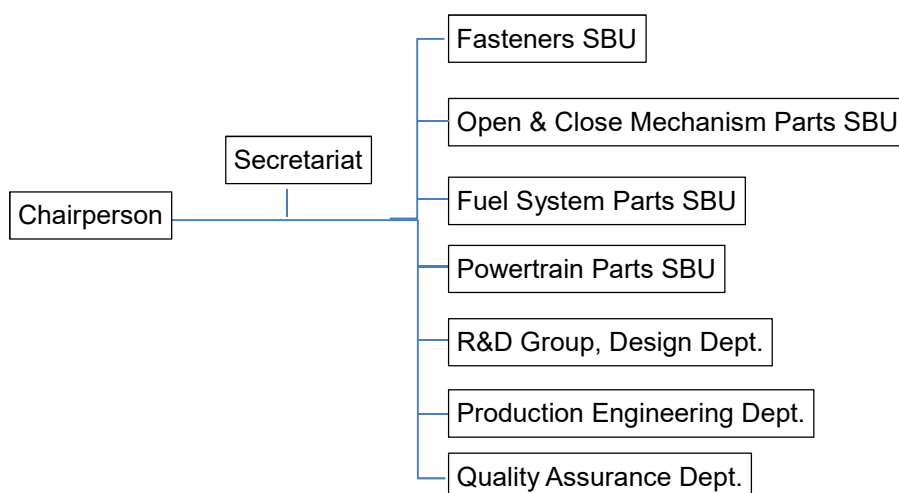 Fasteners SBU
Open & Close Mechanism Parts SBU
Secretariat
Chairperson
Fuel System Parts SBU
Powertrain Parts SBU
R&D Group, Design Dept.
Production Engineering Dept.
Quality Assurance Dept.